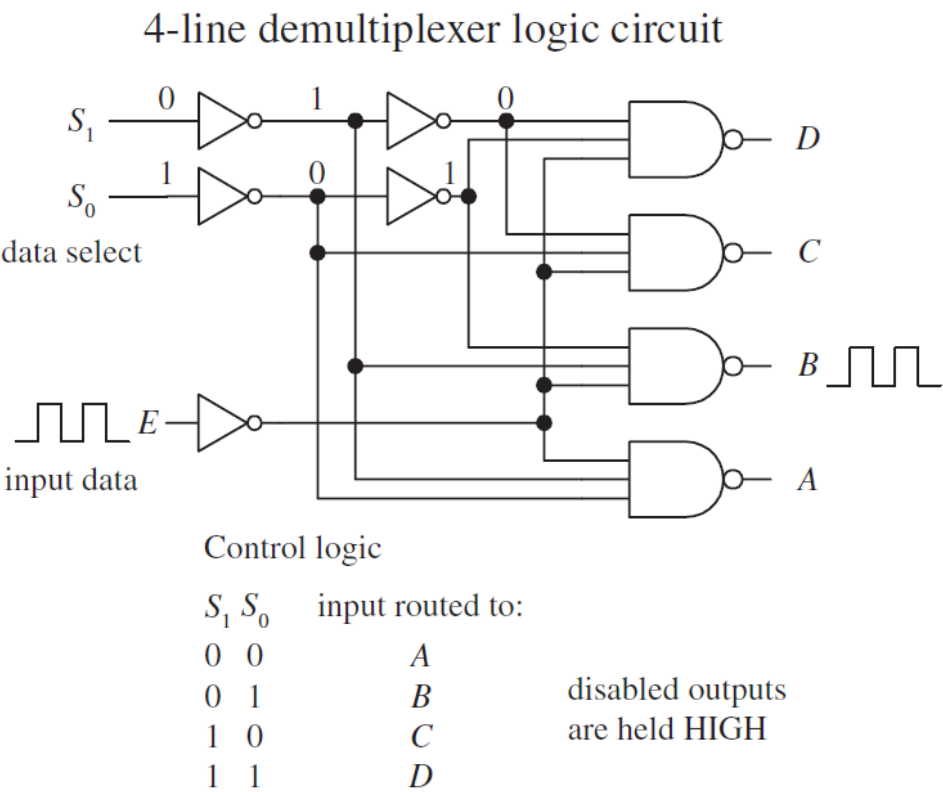 4-line demultiplexer logic circuit
0 1 0
S₁ D
1 0 1
S₀
data select C
B
E
input data A
Control logic
S₁ S₀ input routed to:
0 0 A
0 1 B disabled outputs
1 0 C are held HIGH
1 1 D